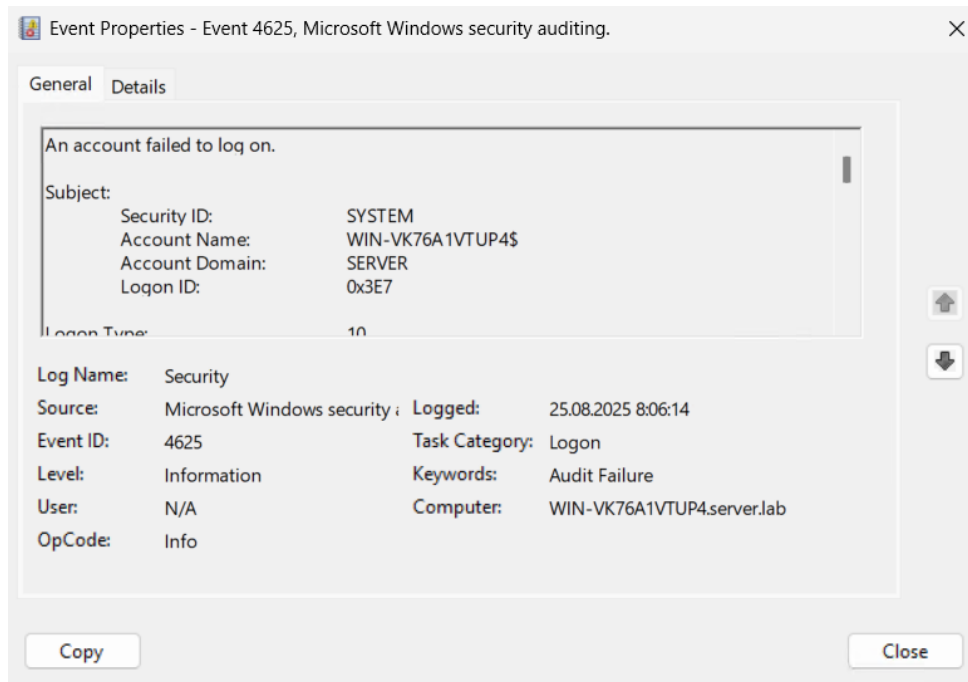 Event Properties - Event 4625, Microsoft Windows security auditing.
General Details
An account failed to log on.
Subject:
Security ID: SYSTEM
Account Name: WIN-VK76A1VTUP4$
Account Domain: SERVER
Logon ID: 0x3E7
Logon Type: 10
Log Name: Security
Source: Microsoft Windows security a Logged: 25.08.2025 8:06:14
Event ID: 4625 Task Category: Logon
Level: Information Keywords: Audit Failure
User: N/A Computer: WIN-VK76A1VTUP4.server.lab
OpCode: Info
Copy Close